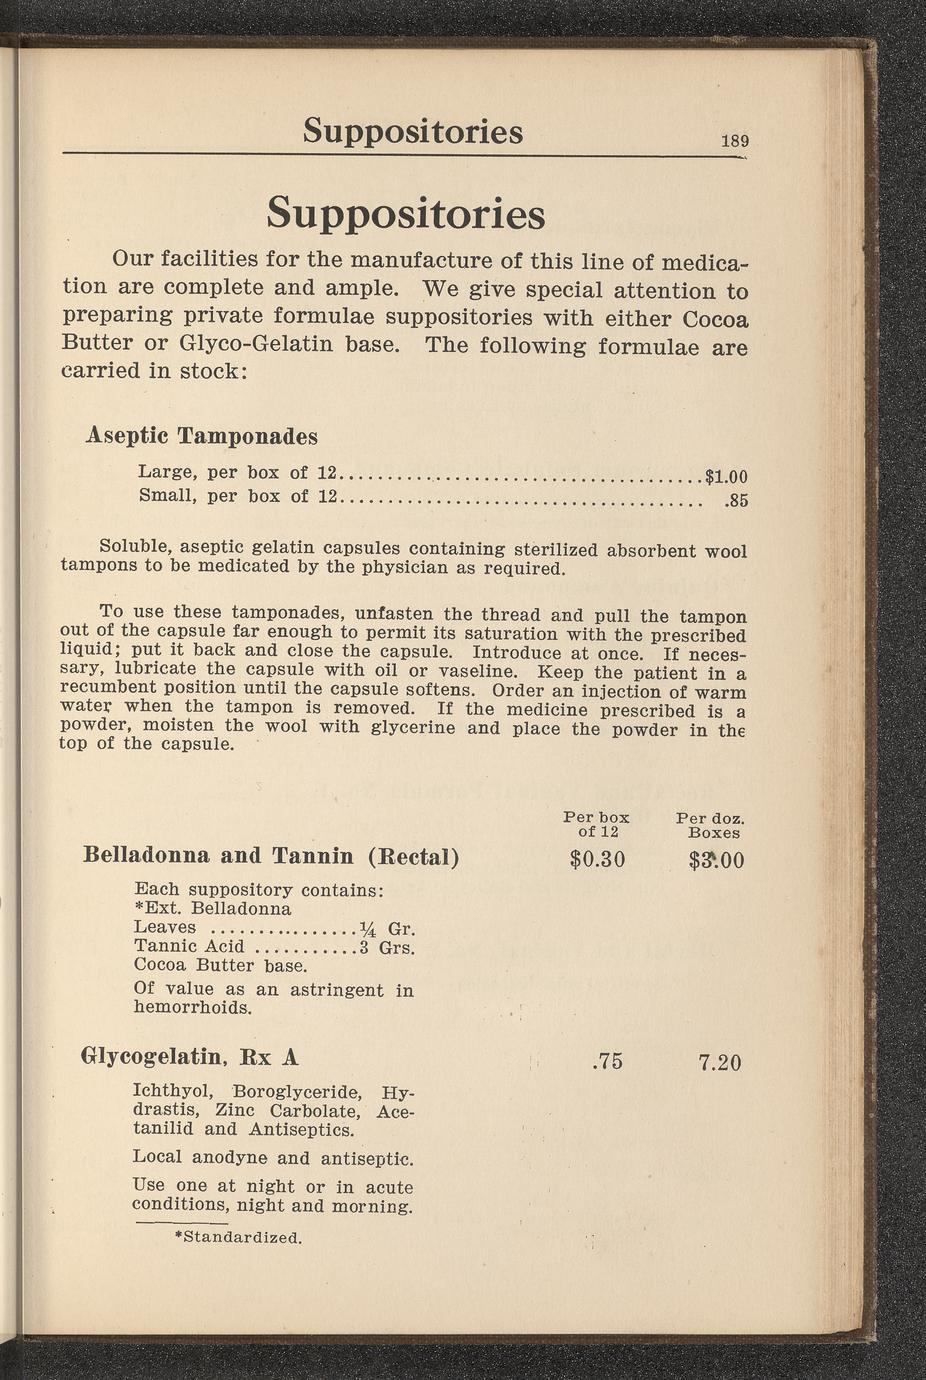 Suppositories 189
Suppositories
Our facilities for the manufacture of this line of medica-
tion are complete and ample. We give special attention to
preparing private formulae suppositories with either Cocoa
Butter or Glyco-Gelatin base. The following formulae are
carried in stock:
Aseptic Tamponades
Large, per box of 12......................................$1.00
Small, per box of 12...................................... .85
Soluble, aseptic gelatin capsules containing sterilized absorbent wool
tampons to be medicated by the physician as required.
To use these tamponades, unfasten the thread and pull the tampon
out of the capsule far enough to permit its saturation with the prescribed
liquid; put it back and close the capsule. Introduce at once. If neces-
sary, lubricate the capsule with oil or vaseline. Keep the patient in a
recumbent position until the capsule softens. Order an injection of warm
water when the tampon is removed. If the medicine prescribed is a
powder, moisten the wool with glycerine and place the powder in the
top of the capsule.
Per box Per doz.
of 12 Boxes
Belladonna and Tannin (Rectal) $0.30 $3.00
Each suppository contains:
*Ext. Belladonna
Leaves ................¼ Gr.
Tannic Acid ...........3 Grs.
Cocoa Butter base.
Of value as an astringent in
hemorrhoids.
Glycogelatin, Rx A .75 7.20
Ichthyol, Boroglyceride, Hy-
drastis, Zinc Carbolate, Ace-
tanilid and Antiseptics.
Local anodyne and antiseptic.
Use one at night or in acute
conditions, night and morning.
*Standardized.